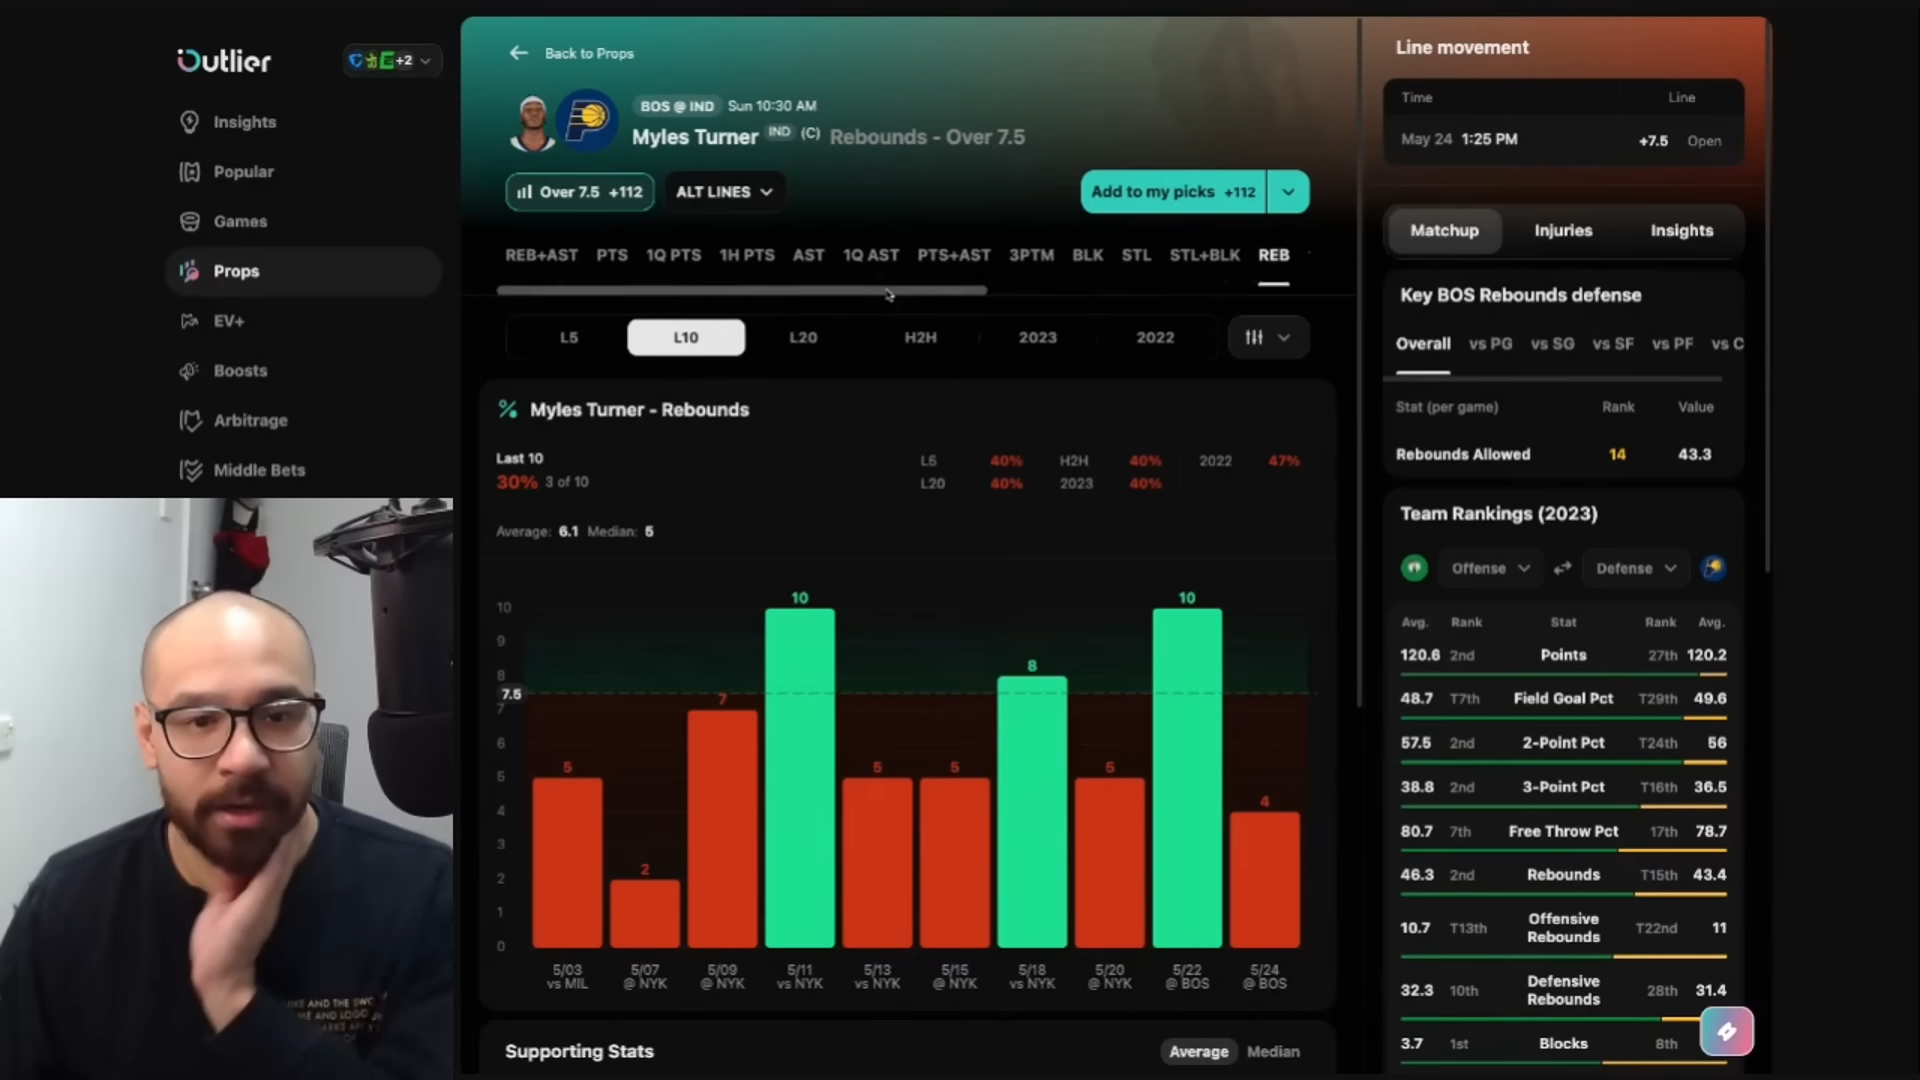 Outlier
+2
Insights
Popular
Games
Props
EV+
Boosts
Arbitrage
Middle Bets
Back to Props
BOS @ IND Sun 10:30 AM
Myles Turner IND (C) Rebounds - Over 7.5
Over 7.5 +112
ALT LINES
Add to my picks +112
REB+AST PTS 1Q PTS 1H PTS AST 1Q AST PTS+AST 3PTM BLK STL STL+BLK REB
L5 L10 L20 H2H 2023 2022
Myles Turner - Rebounds
Last 10
30% 3 of 10
L5 40% H2H 40% 2022 47%
L20 40% 2023 40%
Average: 6.1 Median: 5
10
9
8
7.5
7
6
5
4
3
2
1
0
5
2
7
10
5
5
8
5
10
4
5/03 vs MIL
5/07 @ NYK
5/09 @ NYK
5/11 vs NYK
5/13 vs NYK
5/15 @ NYK
5/18 vs NYK
5/20 @ NYK
5/22 @ BOS
5/24 @ BOS
Supporting Stats
Average Median
Line movement
Time Line
May 24 1:25 PM +7.5 Open
Matchup Injuries Insights
Key BOS Rebounds defense
Overall vs PG vs SG vs SF vs PF vs C
Stat (per game) Rank Value
Rebounds Allowed 14 43.3
Team Rankings (2023)
Offense Defense
Avg. Rank Stat Rank Avg.
120.6 2nd Points 27th 120.2
48.7 T7th Field Goal Pct T29th 49.6
57.5 2nd 2-Point Pct T24th 56
38.8 2nd 3-Point Pct T16th 36.5
80.7 7th Free Throw Pct 17th 78.7
46.3 2nd Rebounds T15th 43.4
10.7 T13th Offensive Rebounds T22nd 11
32.3 10th Defensive Rebounds 28th 31.4
3.7 1st Blocks 8th
AND THE
ME AND LOGO